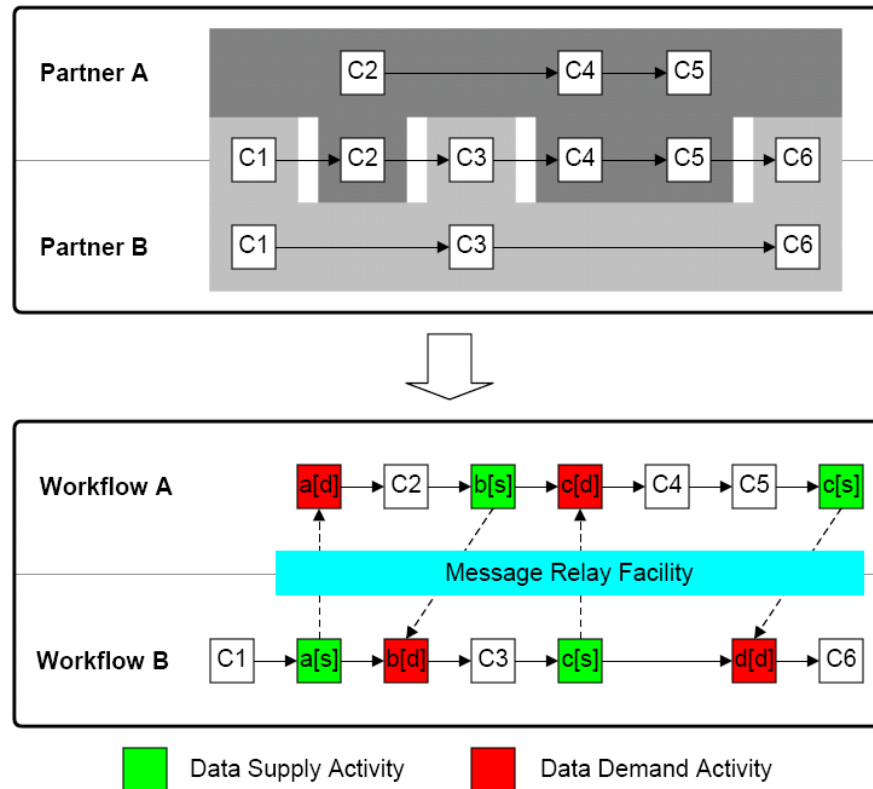 Partner A
C2 C4 C5
C1 C2 C3 C4 C5 C6
Partner B
C1 C3 C6
Workflow A
a[d] C2 b[s] c[d] C4 C5 c[s]
Message Relay Facility
Workflow B
C1 a[s] b[d] C3 c[s] d[d] C6
Data Supply Activity
Data Demand Activity